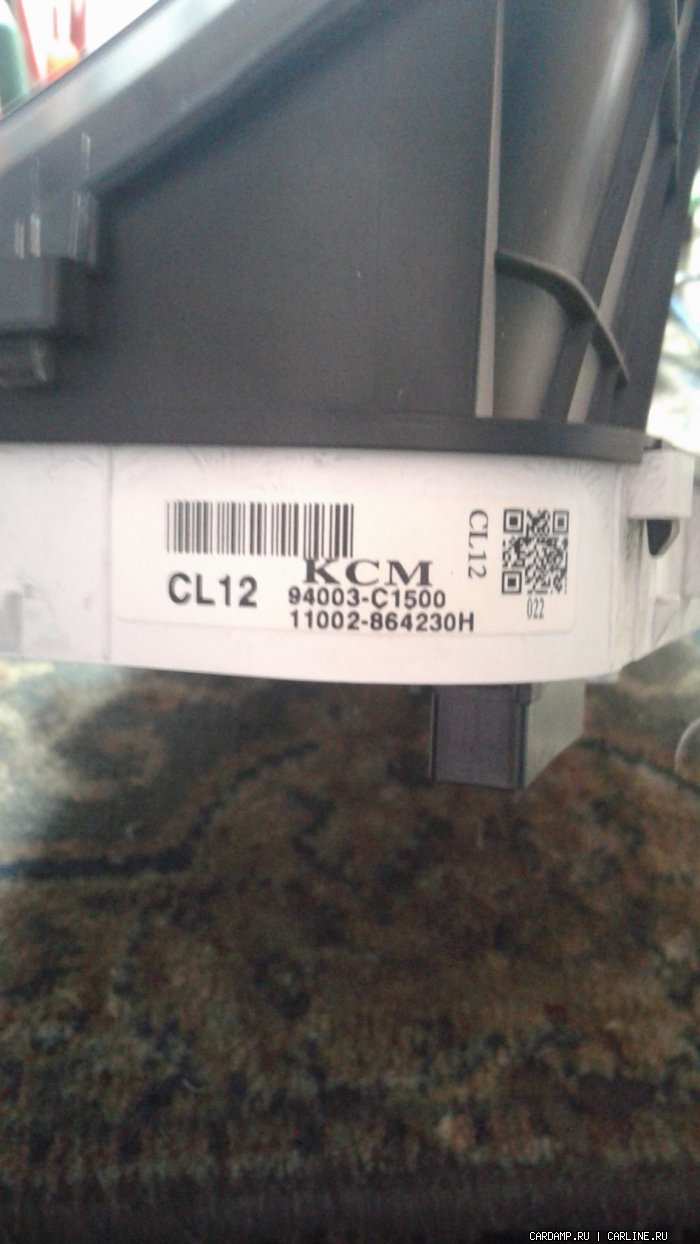 KCM
CL12
94003-C1500
11002-864230H
CL12
022
CARDAMP.RU | CARLINE.RU